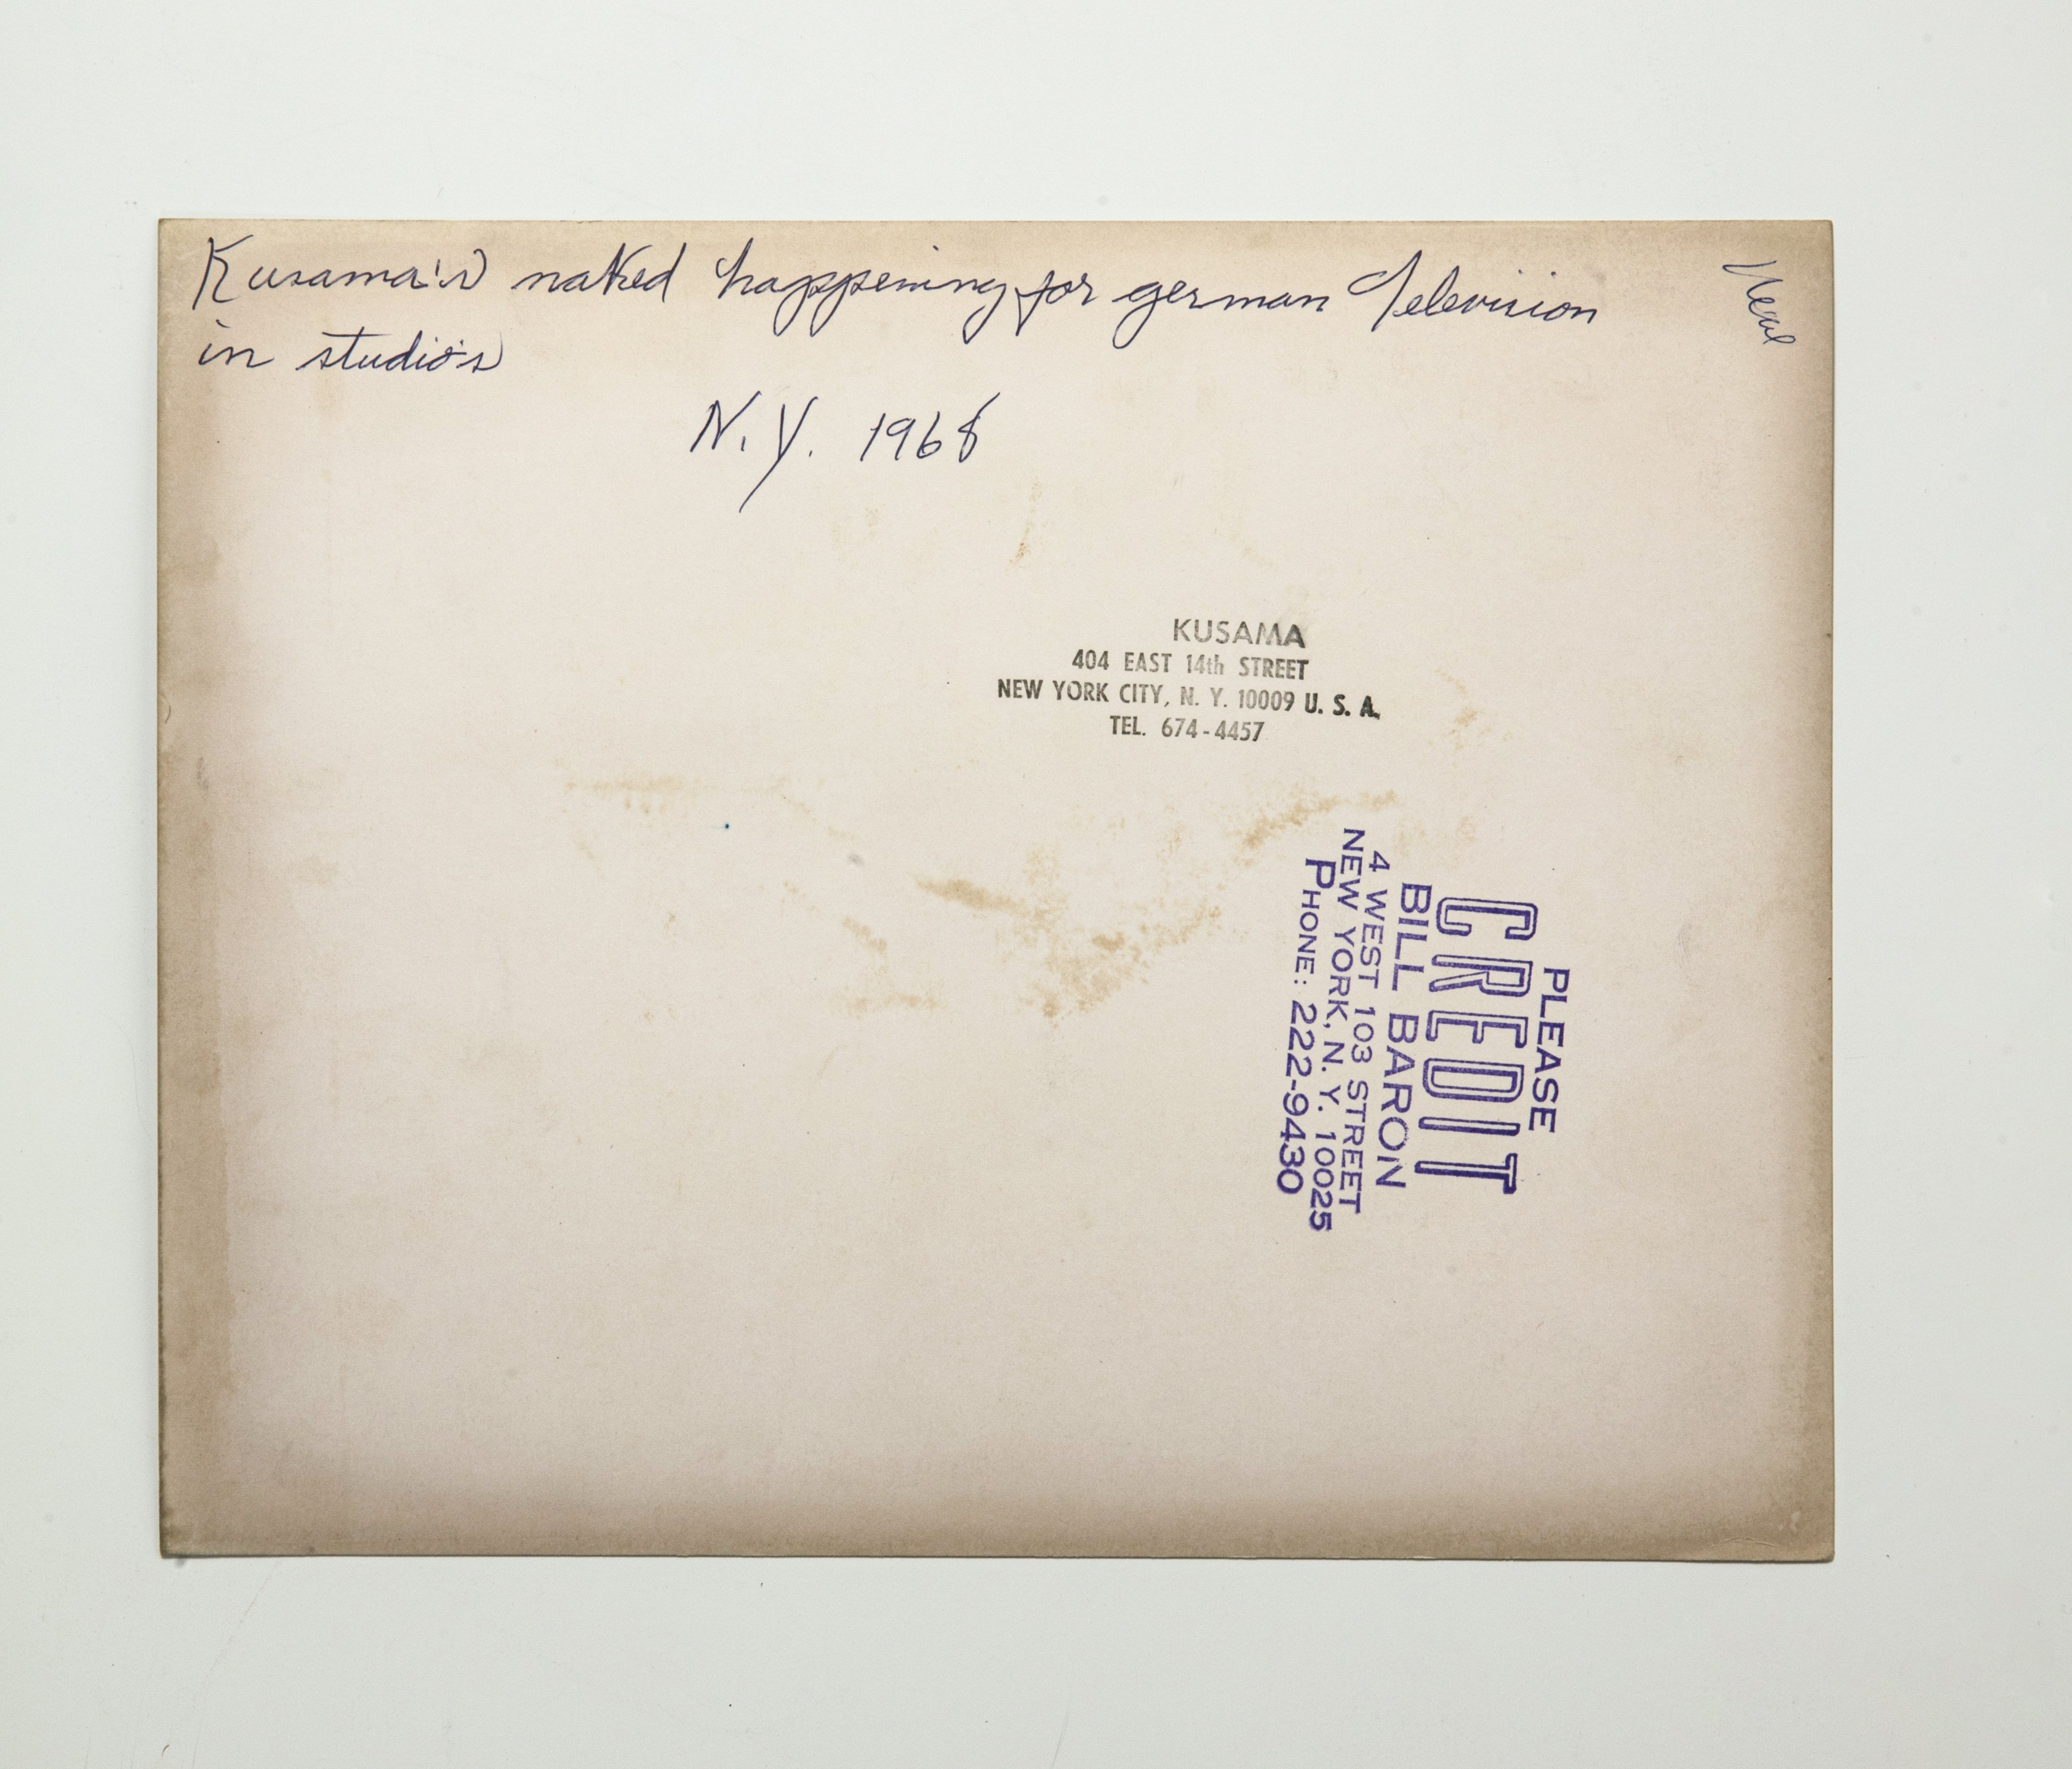 Kusama's naked happening for german Television
in studio's
N.Y. 1968
KUSAMA
404 EAST 14th STREET
NEW YORK CITY, N. Y. 10009 U. S. A.
TEL. 674-4457
PLEASE
CREDIT
BILL BARON
4 WEST 103 STREET
NEW YORK, N. Y. 10025
PHONE: 222-9430